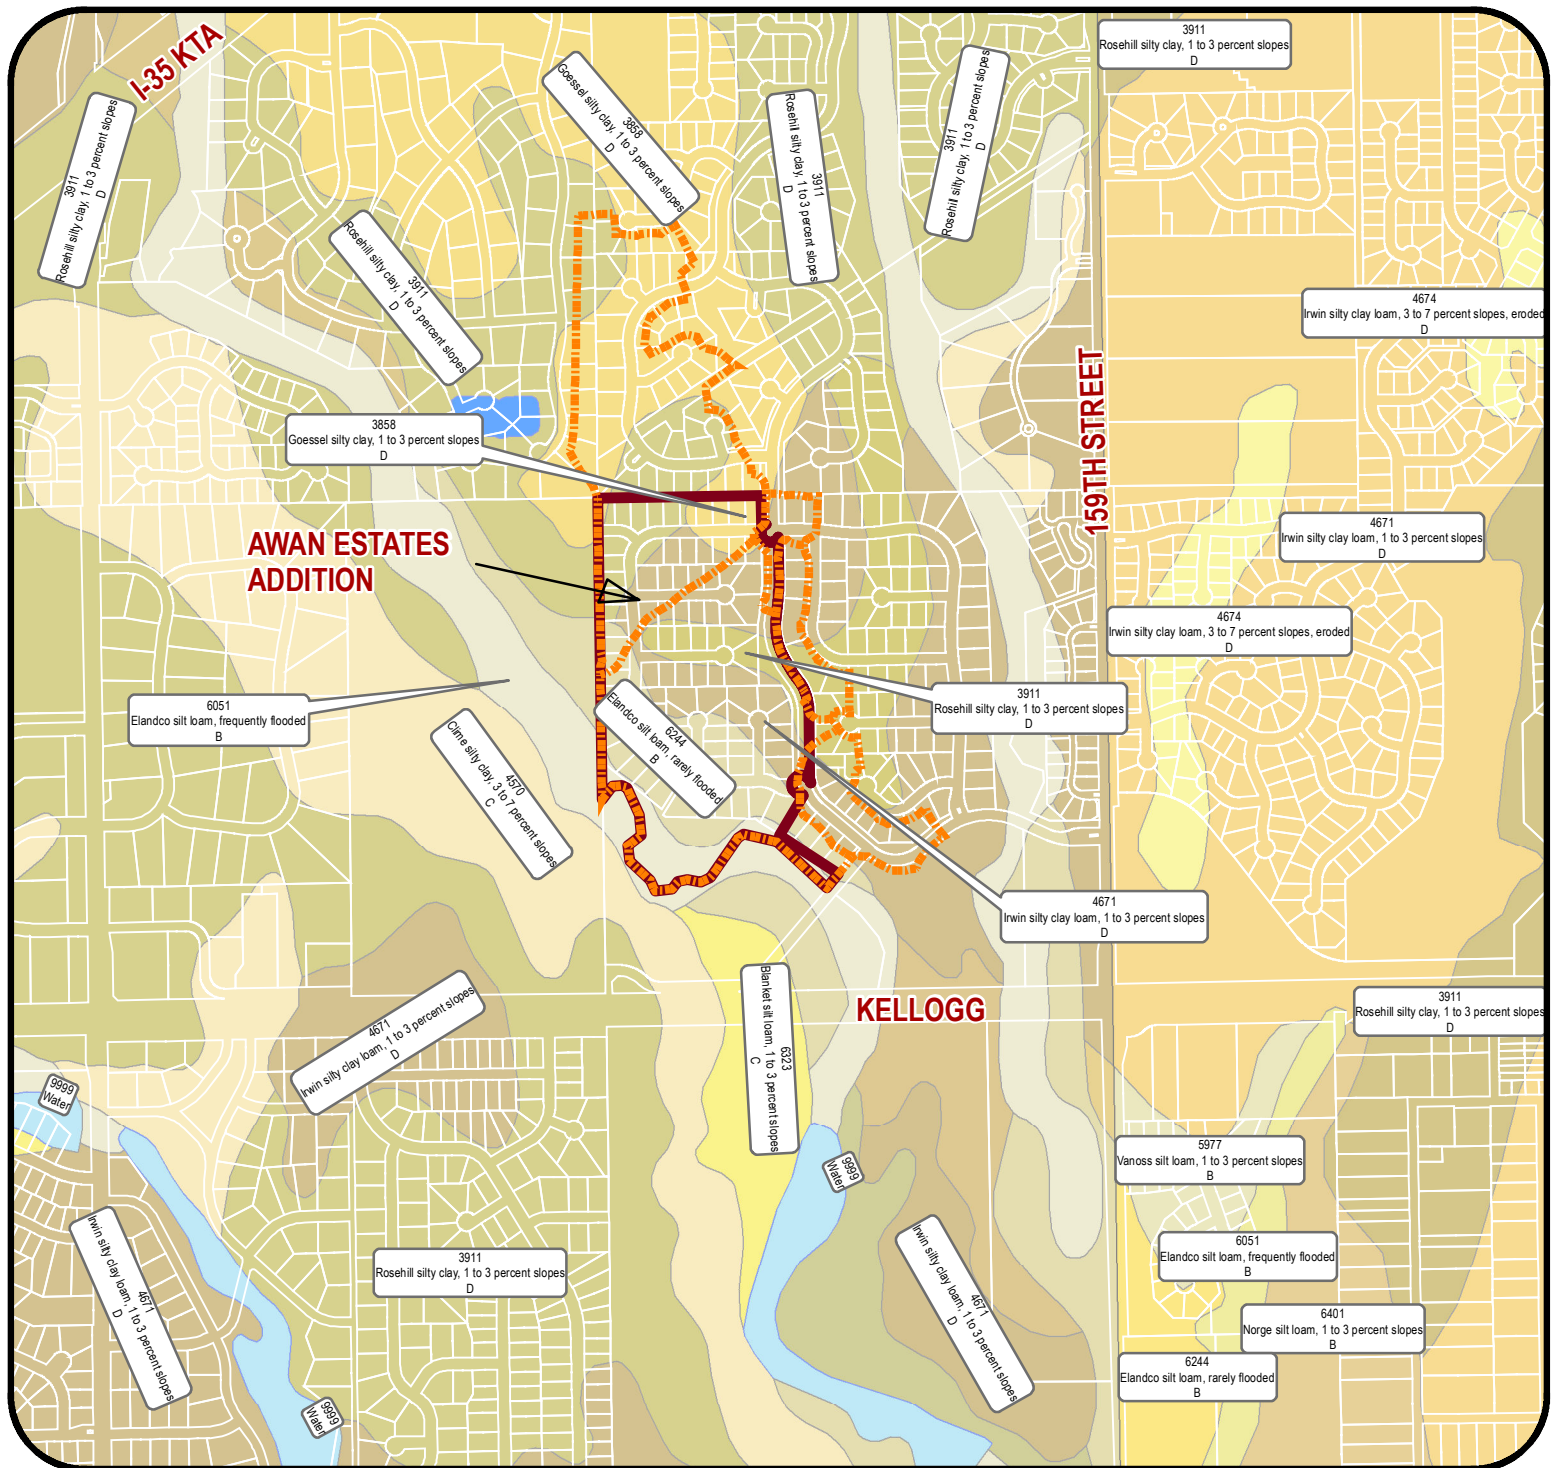 3911
Rosehill silty clay, 1 to 3 percent slopes
D
I-35 KTA
3911
Rosehill silty clay, 1 to 3 percent slopes
D
3858
Goessel silty clay, 1 to 3 percent slopes
D
3911
Rosehill silty clay, 1 to 3 percent slopes
D
3911
Rosehill silty clay, 1 to 3 percent slopes
D
3911
Rosehill silty clay, 1 to 3 percent slopes
D
4674
Irwin silty clay loam, 3 to 7 percent slopes, eroded
D
159TH STREET
3858
Goessel silty clay, 1 to 3 percent slopes
D
AWAN ESTATES
ADDITION
4671
Irwin silty clay loam, 1 to 3 percent slopes
D
4674
Irwin silty clay loam, 3 to 7 percent slopes, eroded
D
6051
Elandco silt loam, frequently flooded
B
4570
Clime silty clay, 3 to 7 percent slopes
C
6244
Elandco silt loam, rarely flooded
B
3911
Rosehill silty clay, 1 to 3 percent slopes
D
4671
Irwin silty clay loam, 1 to 3 percent slopes
D
KELLOGG
3911
Rosehill silty clay, 1 to 3 percent slopes
D
4671
Irwin silty clay loam, 1 to 3 percent slopes
D
6323
Blanket silt loam, 1 to 3 percent slopes
C
9999
Water
9999
Water
5977
Vanoss silt loam, 1 to 3 percent slopes
B
6051
Elandco silt loam, frequently flooded
B
4671
Irwin silty clay loam, 1 to 3 percent slopes
D
3911
Rosehill silty clay, 1 to 3 percent slopes
D
4671
Irwin silty clay loam, 1 to 3 percent slopes
D
6401
Norge silt loam, 1 to 3 percent slopes
B
6244
Elandco silt loam, rarely flooded
B
9999
Water